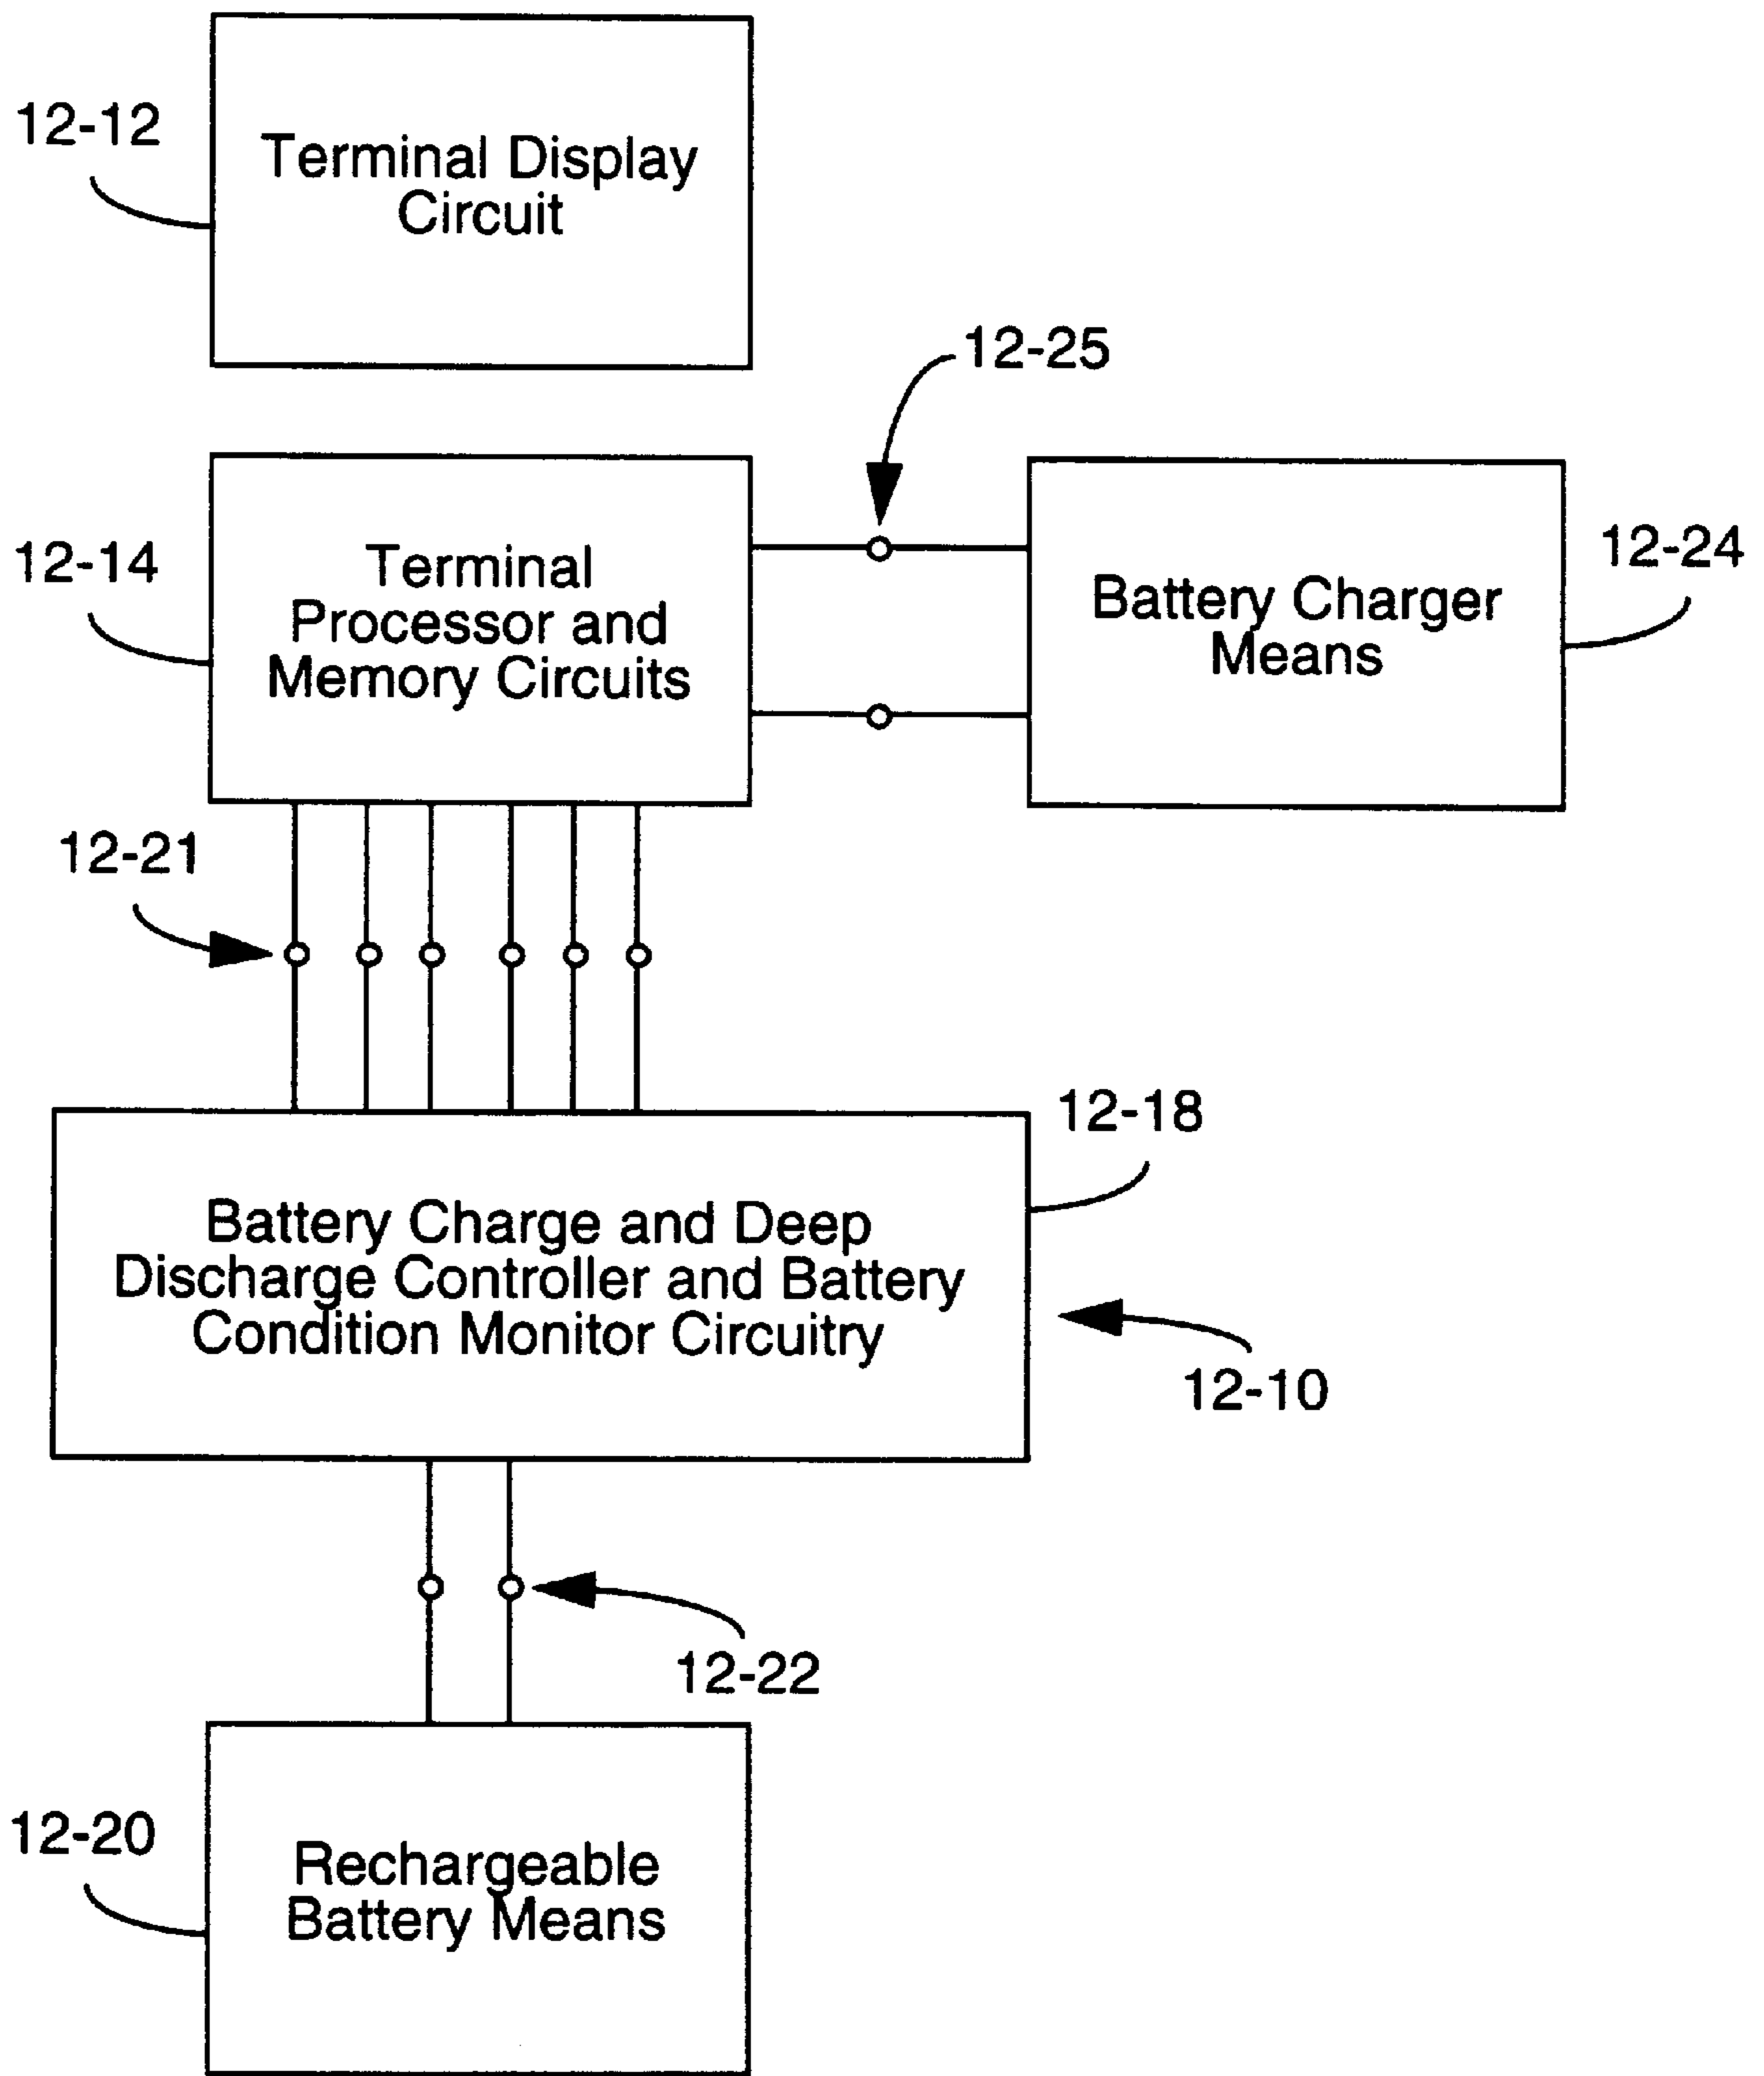 12-12
Terminal Display
Circuit
12-25
12-14
Terminal
Processor and
Memory Circuits
Battery Charger
Means
12-24
12-21
12-18
Battery Charge and Deep
Discharge Controller and Battery
Condition Monitor Circuitry
12-10
12-22
12-20
Rechargeable
Battery Means